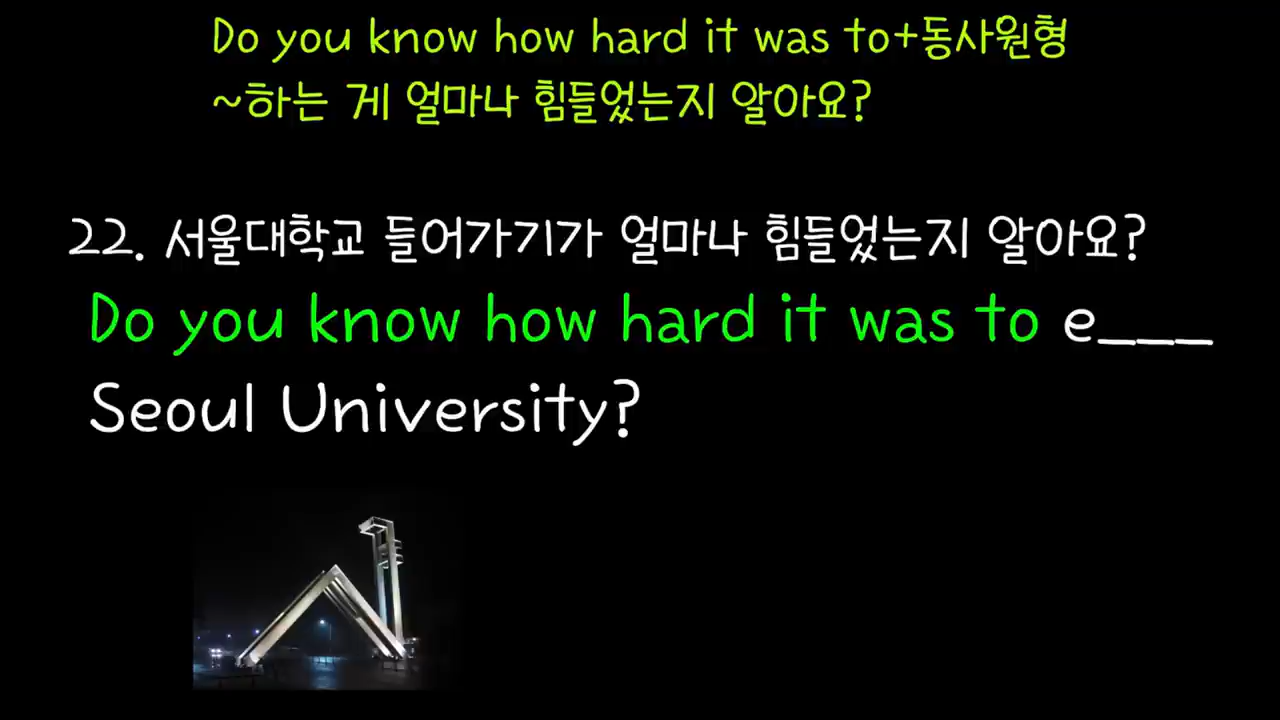 Do you know how hard it was to+동사원형
~하는 게 얼마나 힘들었는지 알아요?
22. 서울대학교 들어가기가 얼마나 힘들었는지 알아요?
Do you know how hard it was to e___
Seoul University?